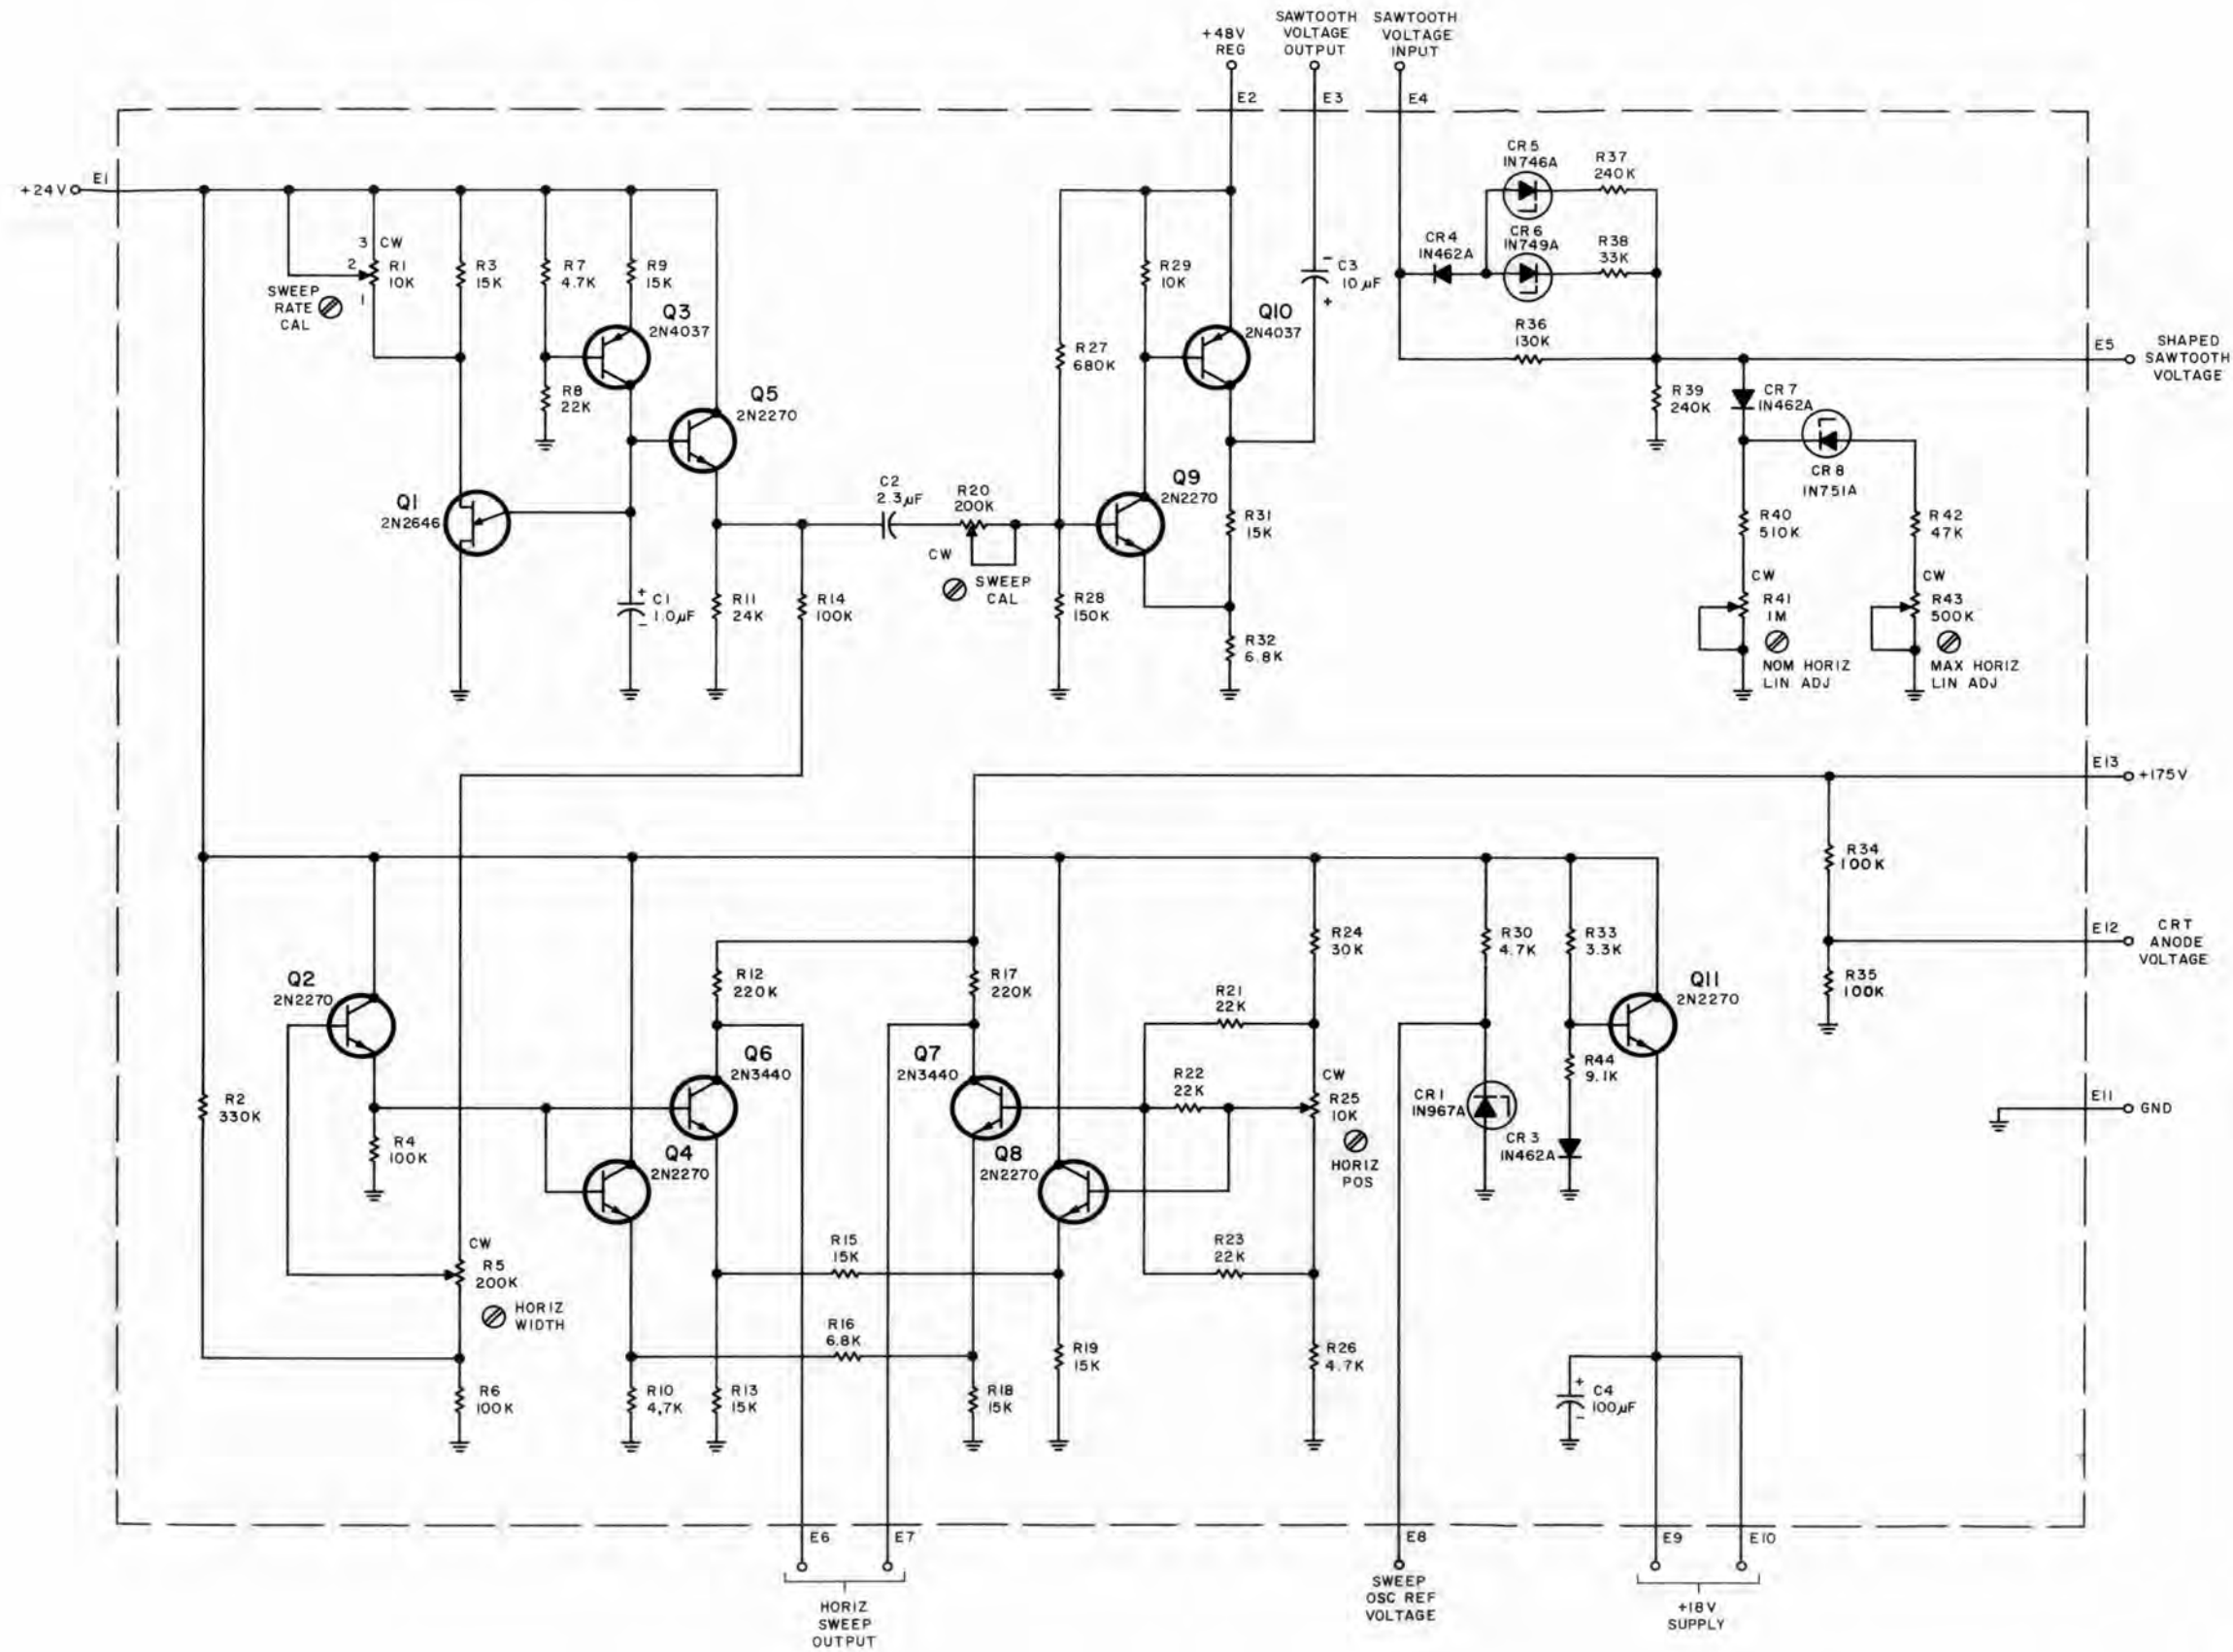 +48V
REG
SAWTOOTH
VOLTAGE
OUTPUT
SAWTOOTH
VOLTAGE
INPUT
E2
E3
E4
+24V
E1
3 CW
2
1
R1
10K
SWEEP
RATE
CAL
R3
15K
R7
4.7K
R9
15K
Q3
2N4037
R8
22K
Q5
2N2270
Q1
2N2646
C1
1.0µF
+
−
R11
24K
R14
100K
C2
2.3µF
R20
200K
CW
SWEEP
CAL
R27
680K
R28
150K
R29
10K
Q9
2N2270
Q10
2N4037
C3
10µF
−
+
R31
15K
R32
6.8K
CR4
IN462A
CR5
IN746A
R37
240K
CR6
IN749A
R38
33K
R36
130K
E5
SHAPED
SAWTOOTH
VOLTAGE
R39
240K
CR7
IN462A
CR8
IN751A
R40
510K
R42
47K
CW
R41
1M
NOM HORIZ
LIN ADJ
CW
R43
500K
MAX HORIZ
LIN ADJ
E13
+175V
R34
100K
E12
CRT
ANODE
VOLTAGE
R35
100K
E11
GND
Q2
2N2270
R2
330K
R4
100K
CW
R5
200K
HORIZ
WIDTH
R6
100K
R12
220K
R17
220K
Q6
2N3440
Q7
2N3440
Q4
2N2270
Q8
2N2270
R15
15K
R16
6.8K
R10
4,7K
R13
15K
R18
15K
R19
15K
R21
22K
R22
22K
R23
22K
R24
30K
CW
R25
10K
HORIZ
POS
R26
4.7K
R30
4.7K
R33
3.3K
Q11
2N2270
CR1
IN967A
R44
9.1K
CR3
IN462A
C4
100µF
+
−
E6
E7
E8
E9
E10
HORIZ
SWEEP
OUTPUT
SWEEP
OSC REF
VOLTAGE
+18V
SUPPLY